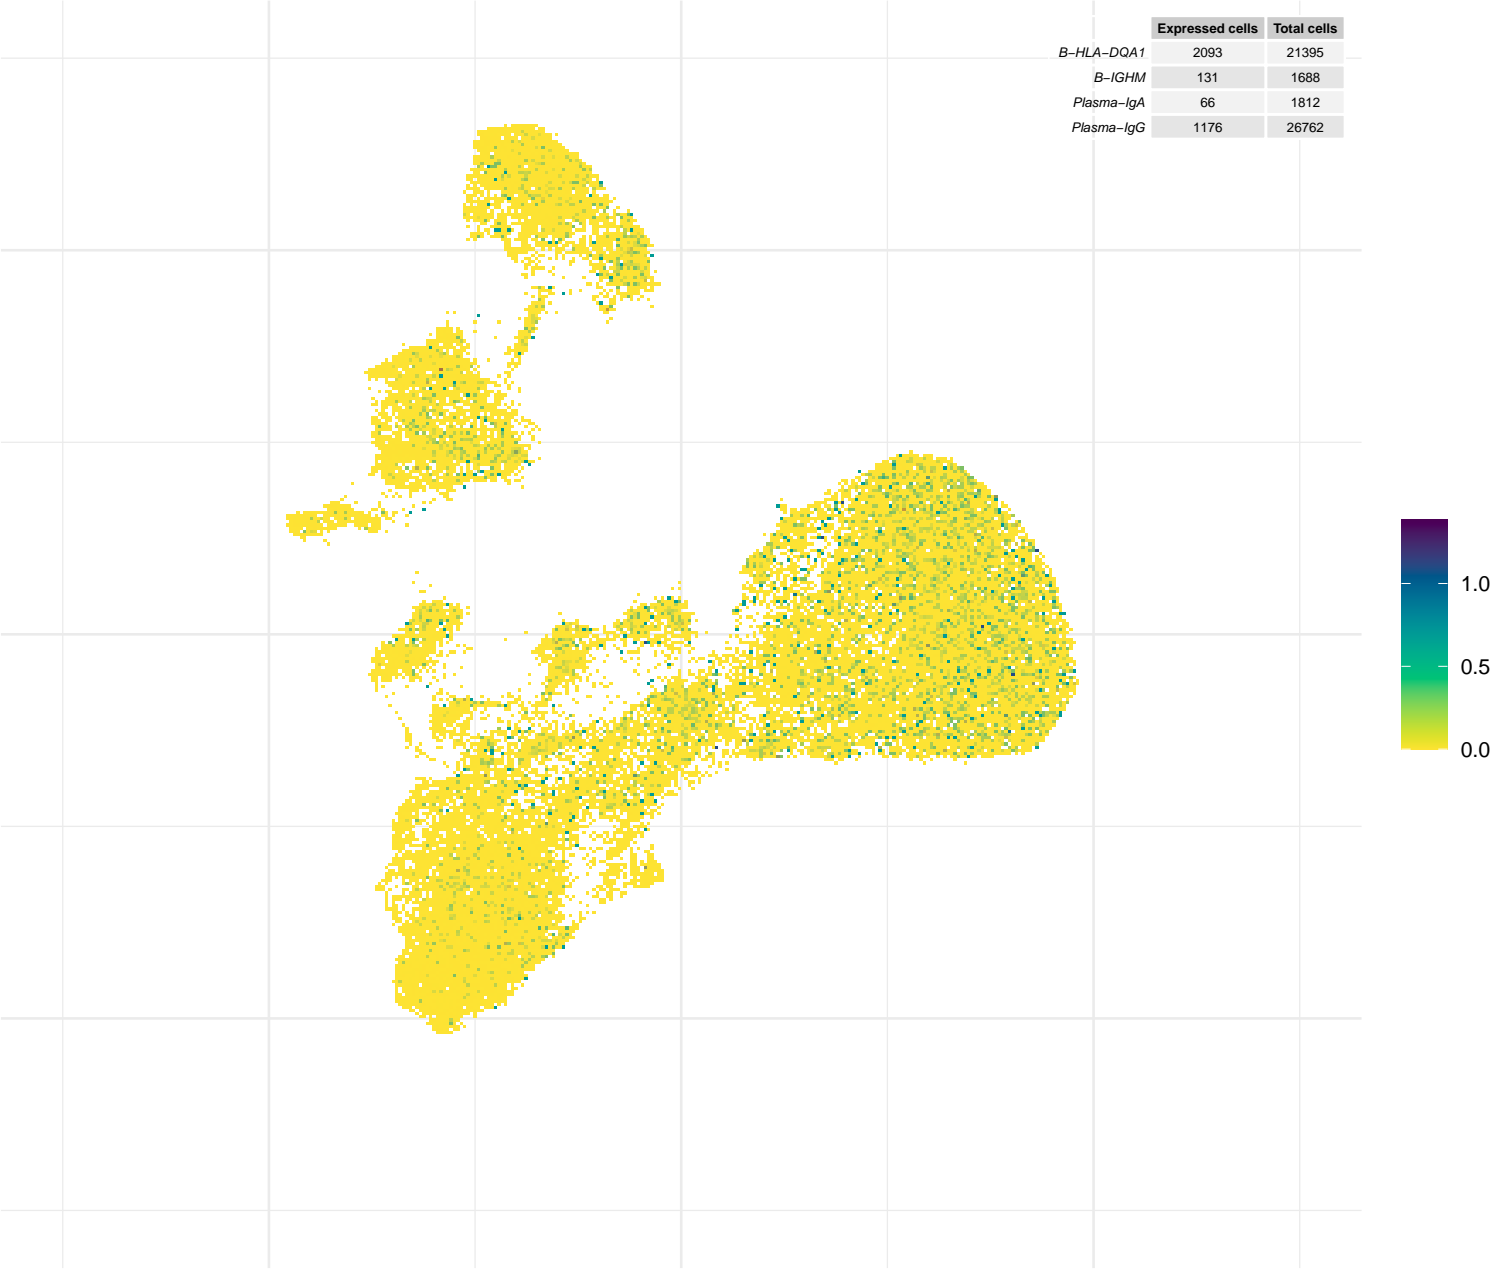 Expressed cells Total cells
B−HLA−DQA1 2093 21395
B−IGHM 131 1688
Plasma−IgA 66 1812
Plasma−IgG 1176 26762
1.0
0.5
0.0